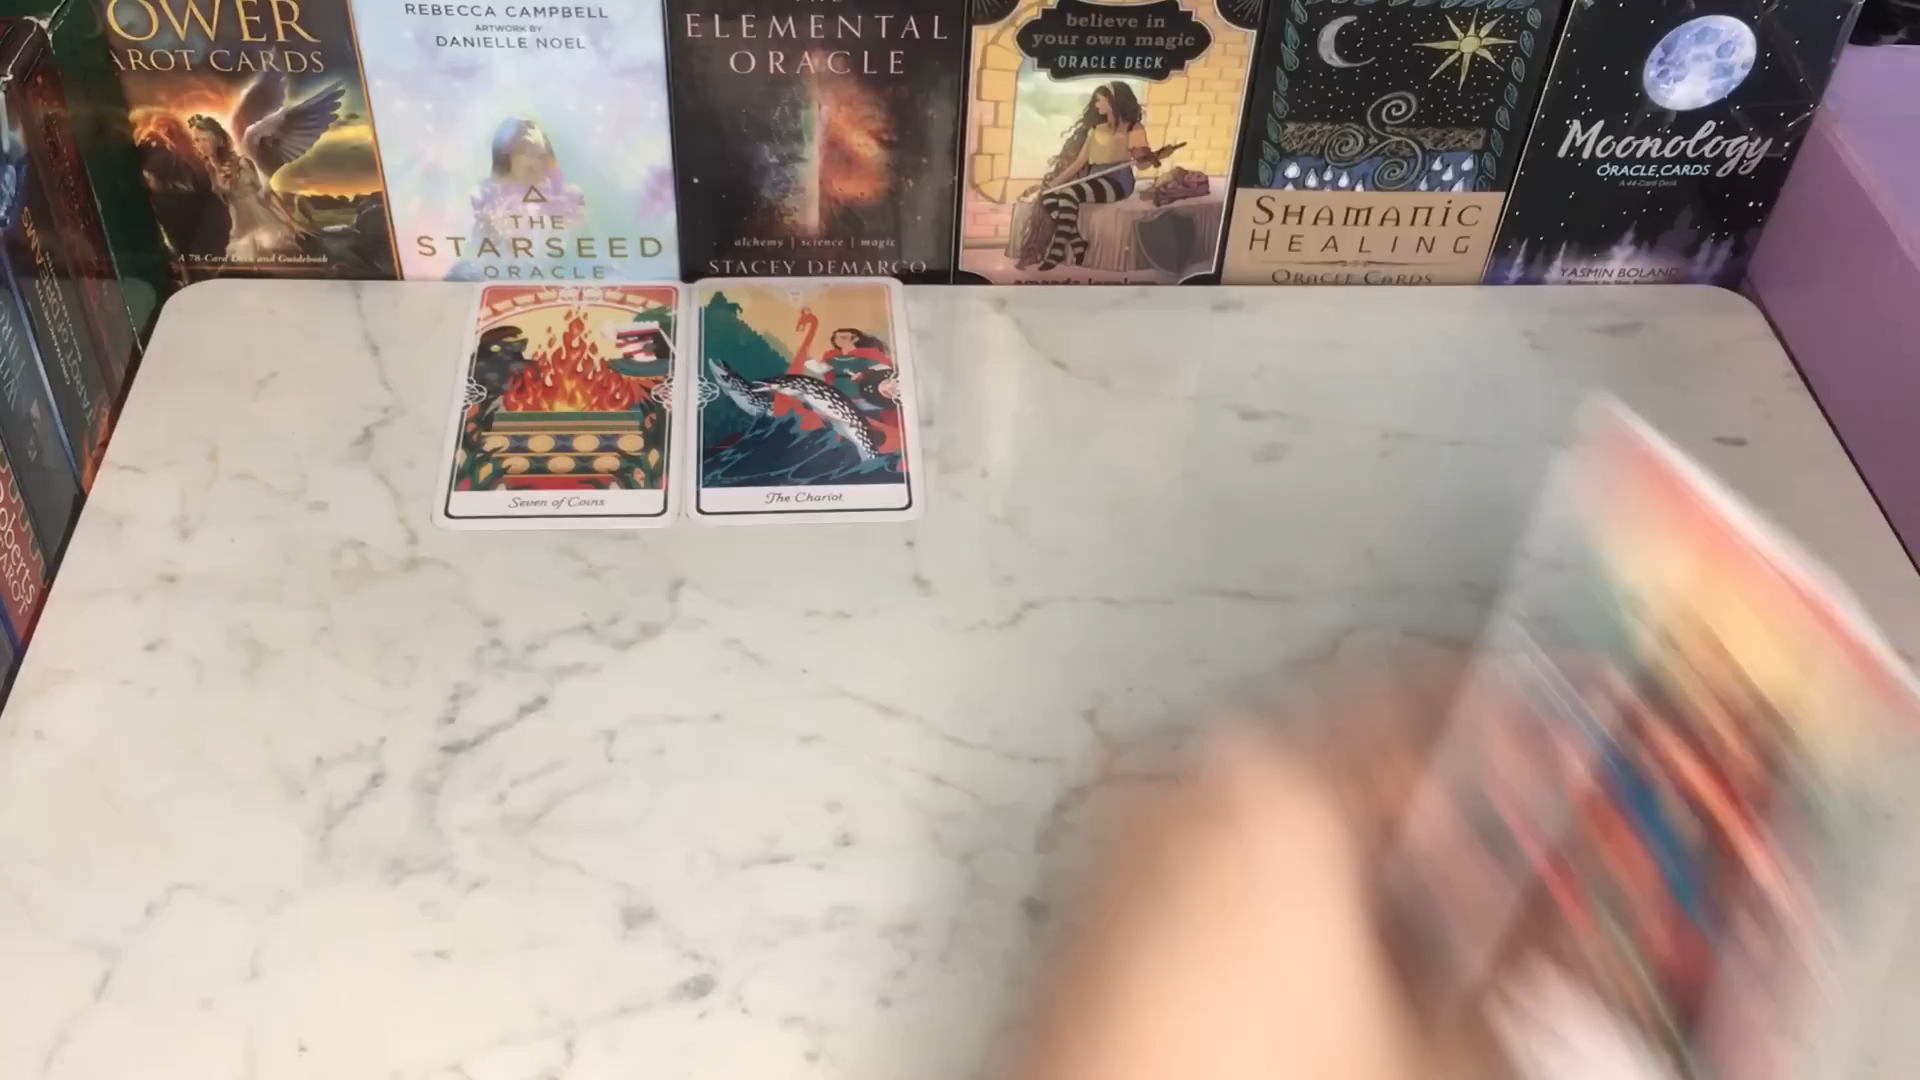 OWER
AROT CARDS
A 78-Card Deck and Guidebook
REBECCA CAMPBELL
ARTWORK BY
DANIELLE NOEL
THE
STARSEED
ORACLE
ELEMENTAL
ORACLE
alchemy | science | magic
STACEY DEMARCO
believe in
your own magic
ORACLE DECK
SHAMANIC
HEALING
ORACLE CARDS
Moonology
ORACLE CARDS
A 44-Card Deck
YASMIN BOLAND
Seven of Coins
The Chariot